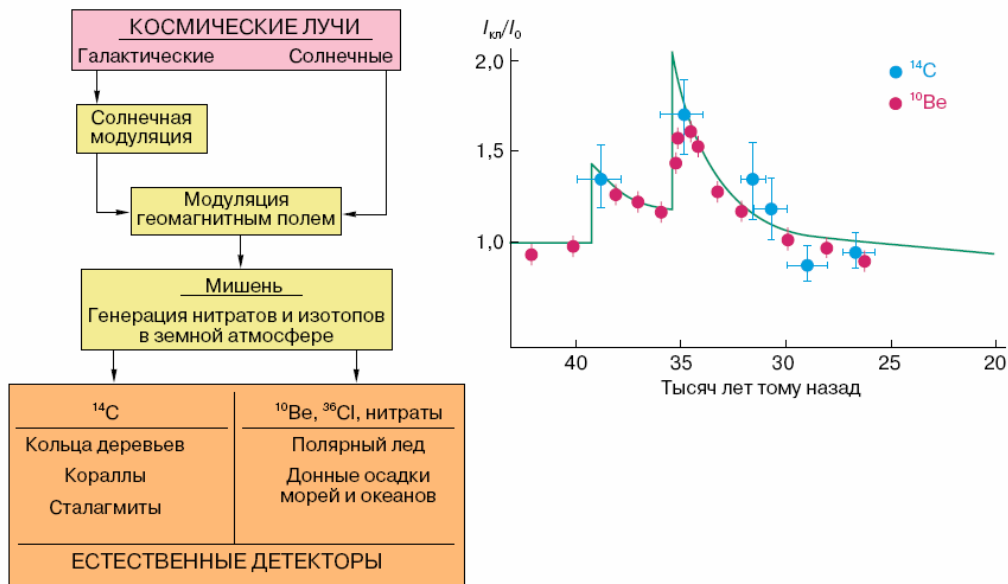 КОСМИЧЕСКИЕ ЛУЧИ
Галактические Солнечные
Солнечная
модуляция
Модуляция
геомагнитным полем
Мишень
Генерация нитратов и изотопов
в земной атмосфере
¹⁴C
Кольца деревьев
Кораллы
Сталагмиты
¹⁰Be, ³⁶Cl, нитраты
Полярный лед
Донные осадки
морей и океанов
ЕСТЕСТВЕННЫЕ ДЕТЕКТОРЫ
Iкл/I0
2,0
1,5
1,0
¹⁴C
¹⁰Be
40 35 30 25 20
Тысяч лет тому назад